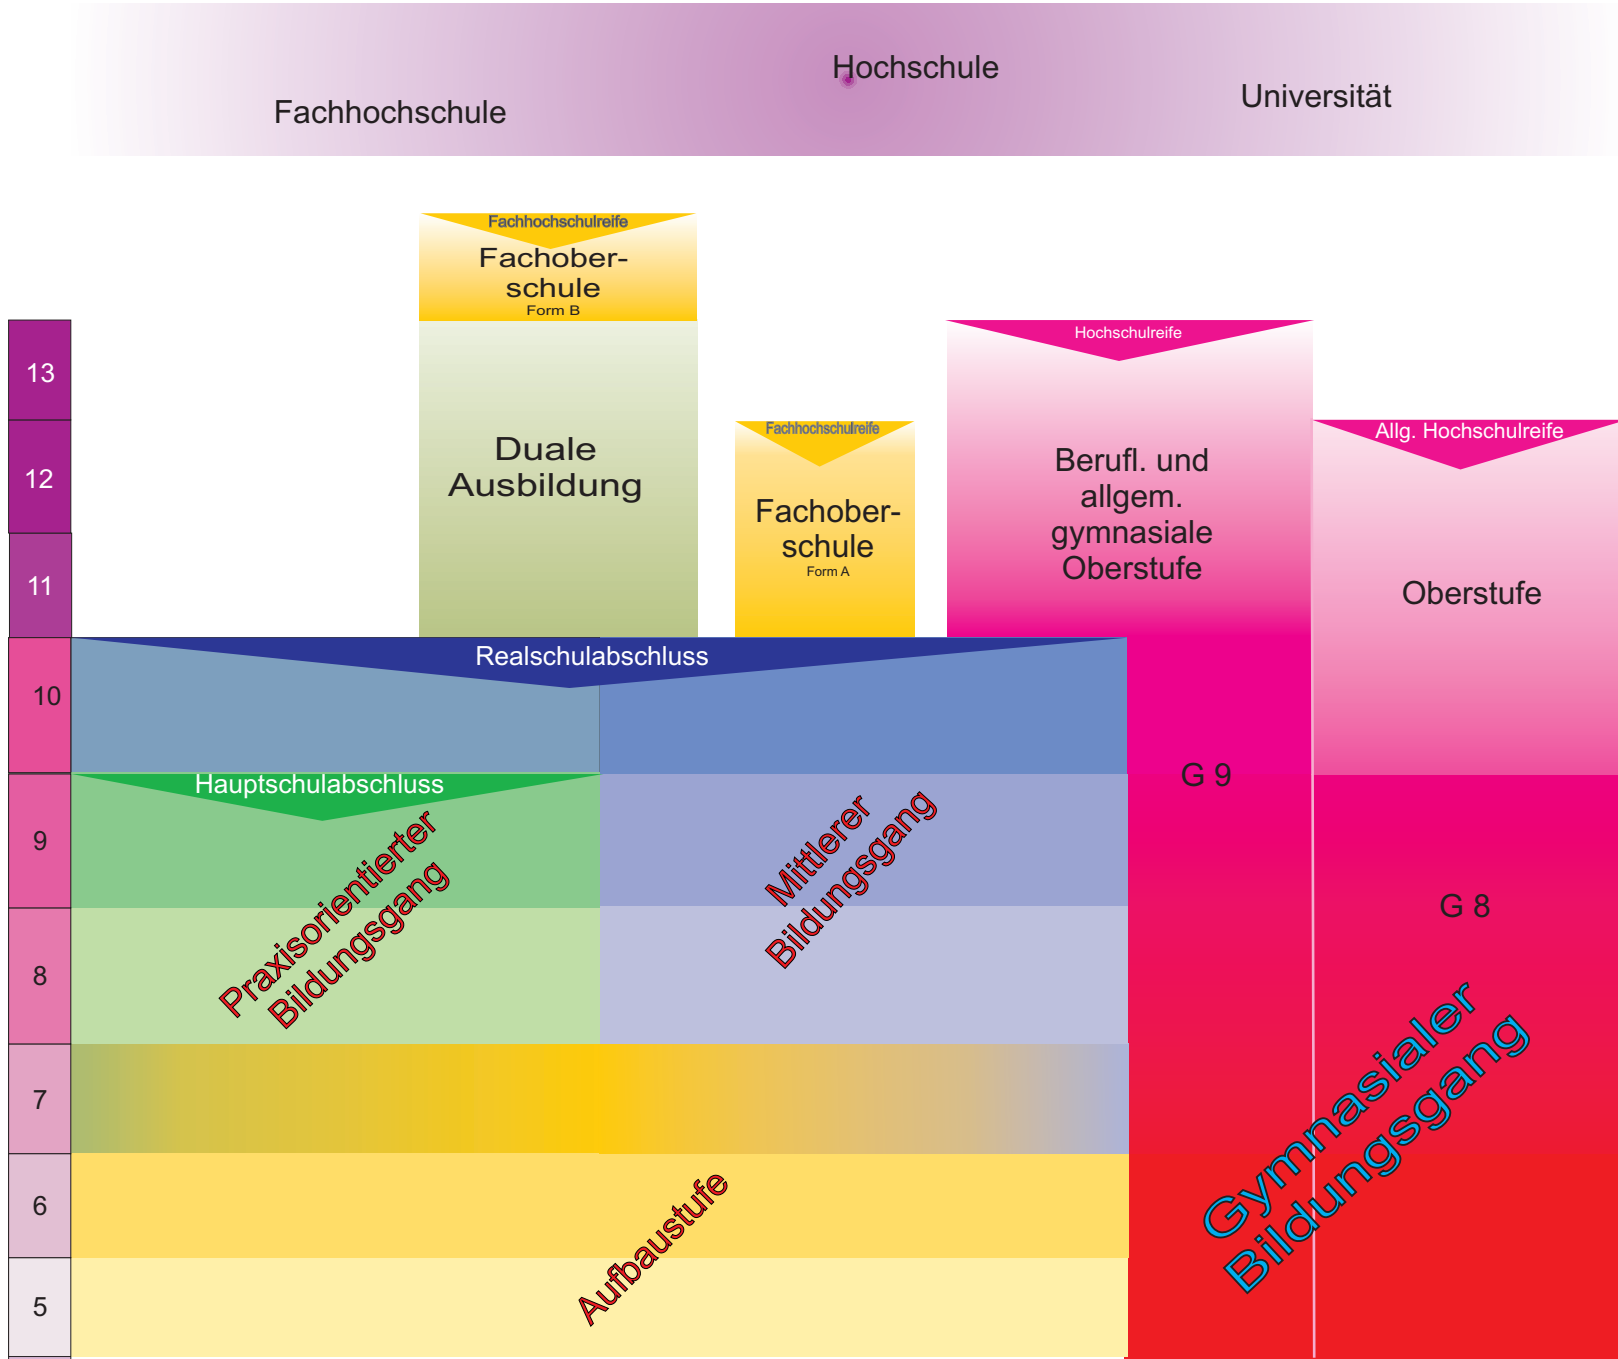 Hochschule
Fachhochschule
Universität
Fachhochschulreife
Fachober-
schule
Form B
Hochschulreife
13
Duale
Ausbildung
Fachhochschulreife
Fachober-
schule
Form A
Berufl. und
allgem.
gymnasiale
Oberstufe
Allg. Hochschulreife
Oberstufe
12
11
Realschulabschluss
10
G 9
Hauptschulabschluss
9
Praxisorientierter
Bildungsgang
Mittlerer
Bildungsgang
G 8
8
Gymnasialer
Bildungsgang
7
6
Aufbaustufe
5